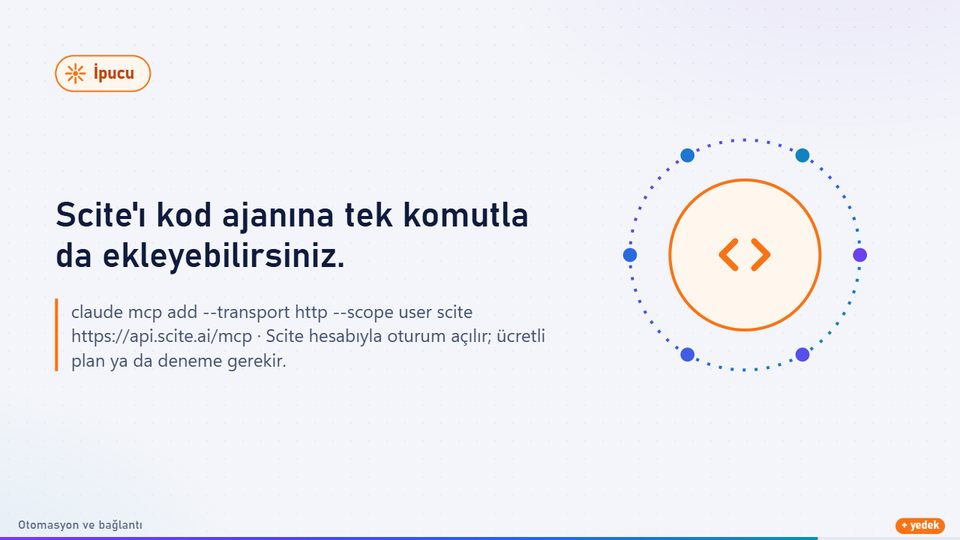 İpucu
Scite'ı kod ajanına tek komutla
da ekleyebilirsiniz.
claude mcp add --transport http --scope user scite
https://api.scite.ai/mcp · Scite hesabıyla oturum açılır; ücretli
plan ya da deneme gerekir.
Otomasyon ve bağlantı
+ yedek